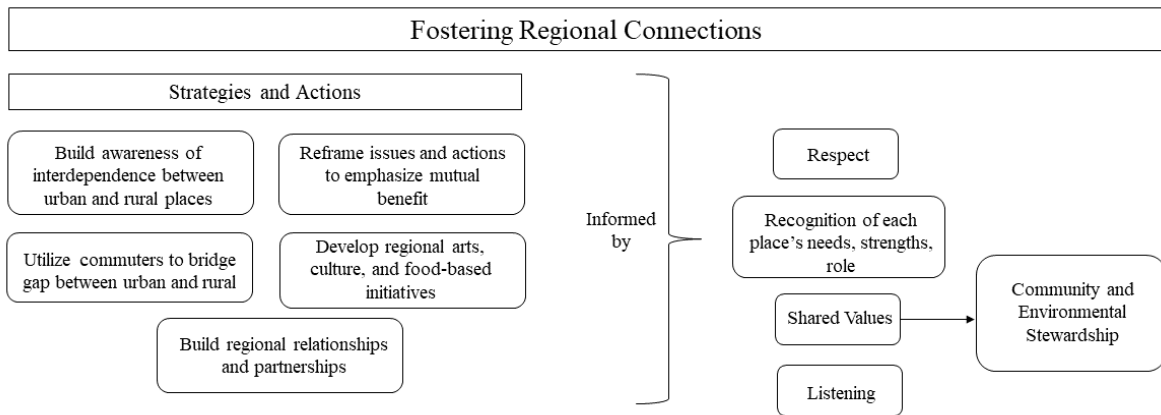 Fostering Regional Connections
Strategies and Actions
Build awareness of
interdependence between
urban and rural places
Reframe issues and actions
to emphasize mutual
benefit
Utilize commuters to bridge
gap between urban and rural
Develop regional arts,
culture, and food-based
initiatives
Build regional relationships
and partnerships
Informed
by
Respect
Recognition of each
place’s needs, strengths,
role
Shared Values
Listening
Community and
Environmental
Stewardship